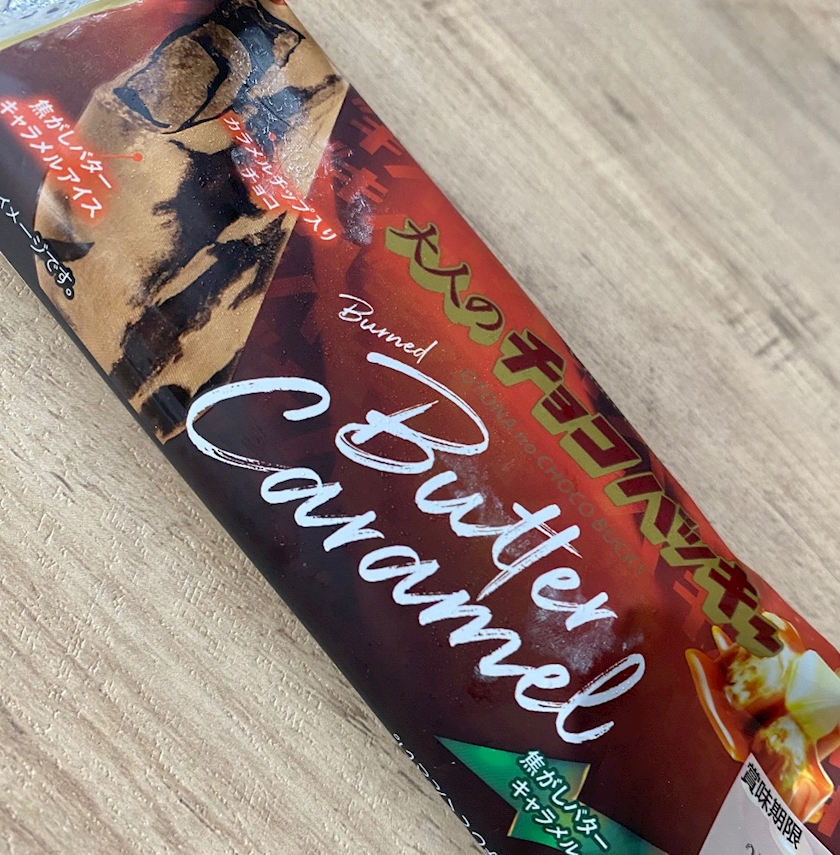 焦がしバター
キャラメルアイス
カラメルチップ入り
チョコ
イメージです。
大人の チョコバッキー
OTONA no CHOCO BUCKY
Burned
Butter
Caramel
焦がしバター
キャラメル
賞味期限